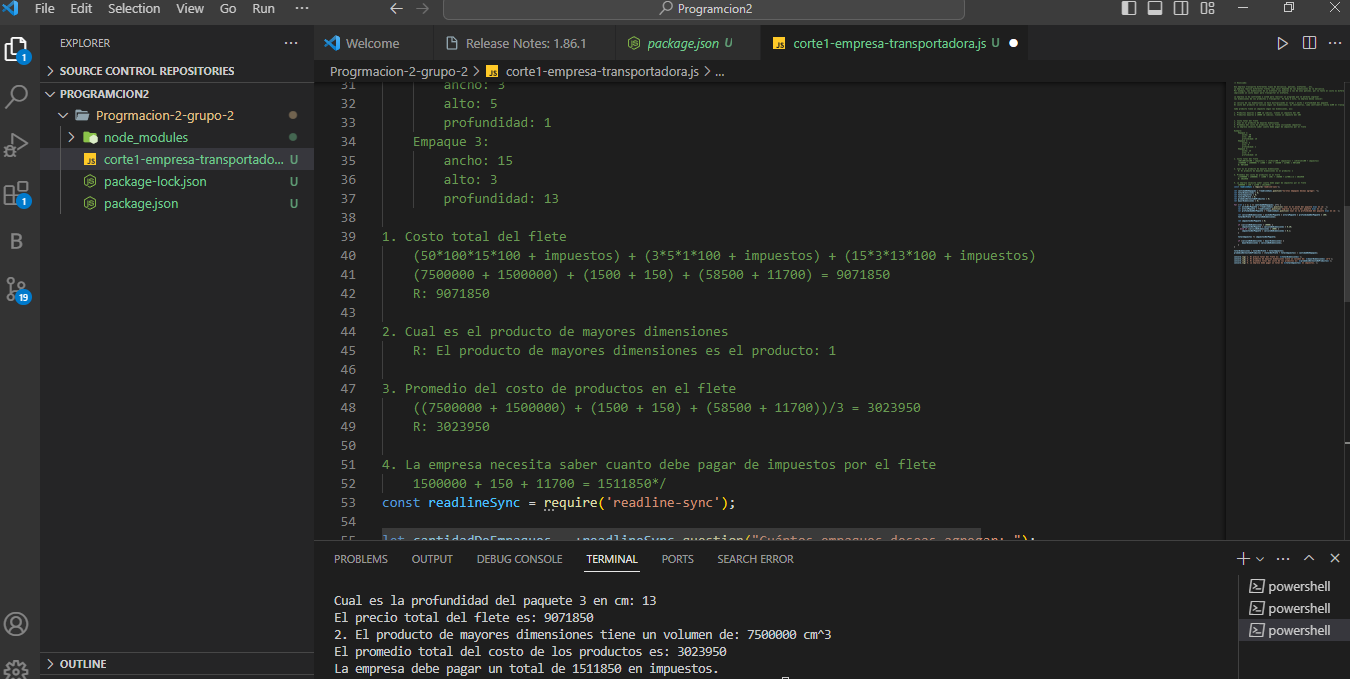 File Edit Selection View Go Run ···
Programcion2
EXPLORER
SOURCE CONTROL REPOSITORIES
PROGRAMCION2
Progrmacion-2-grupo-2
node_modules
corte1-empresa-transportado... U
package-lock.json U
package.json U
OUTLINE
1
1
19
Welcome
Release Notes: 1.86.1
package.json U
corte1-empresa-transportadora.js U
Progrmacion-2-grupo-2 > corte1-empresa-transportadora.js > ...
31 ancho: 3
32 alto: 5
33 profundidad: 1
34 Empaque 3:
35 ancho: 15
36 alto: 3
37 profundidad: 13
38
39 1. Costo total del flete
40 (50*100*15*100 + impuestos) + (3*5*1*100 + impuestos) + (15*3*13*100 + impuestos)
41 (7500000 + 1500000) + (1500 + 150) + (58500 + 11700) = 9071850
42 R: 9071850
43
44 2. Cual es el producto de mayores dimensiones
45 R: El producto de mayores dimensiones es el producto: 1
46
47 3. Promedio del costo de productos en el flete
48 ((7500000 + 1500000) + (1500 + 150) + (58500 + 11700))/3 = 3023950
49 R: 3023950
50
51 4. La empresa necesita saber cuanto debe pagar de impuestos por el flete
52 1500000 + 150 + 11700 = 1511850*/
53 const readlineSync = require('readline-sync');
54
PROBLEMS OUTPUT DEBUG CONSOLE TERMINAL PORTS SEARCH ERROR
Cual es la profundidad del paquete 3 en cm: 13
El precio total del flete es: 9071850
2. El producto de mayores dimensiones tiene un volumen de: 7500000 cm^3
El promedio total del costo de los productos es: 3023950
La empresa debe pagar un total de 1511850 en impuestos.
powershell
powershell
powershell